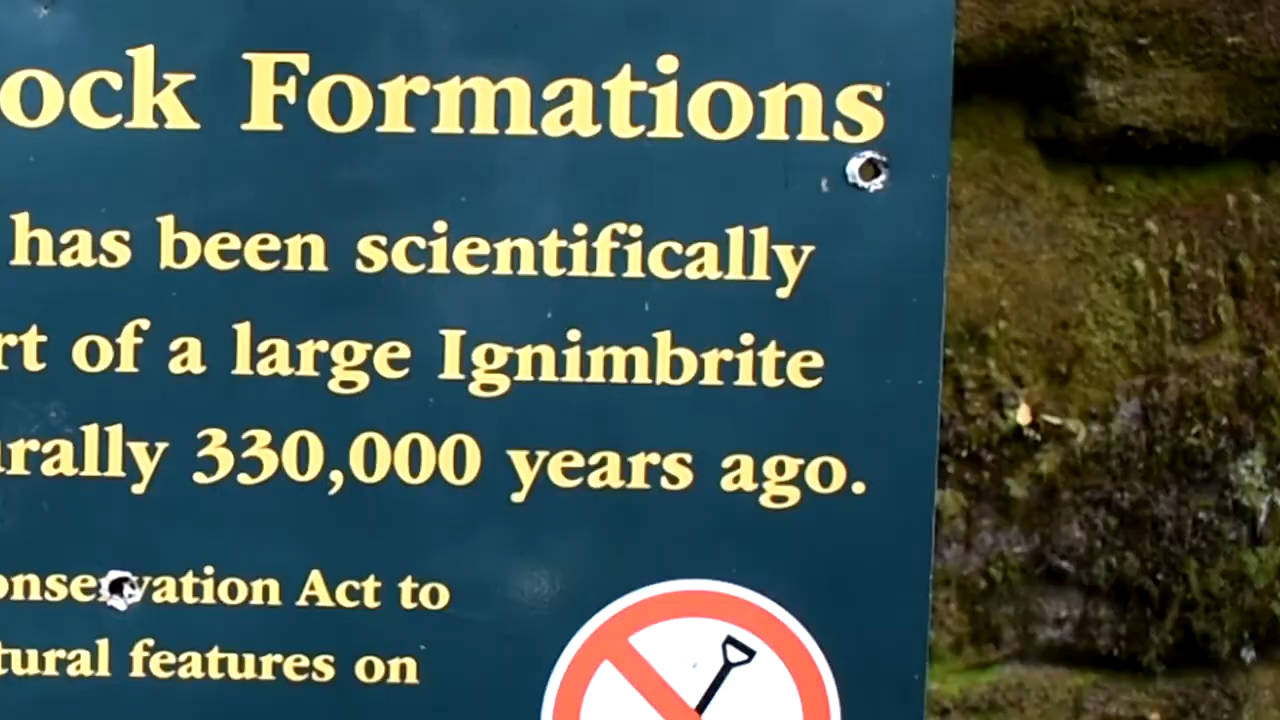 ock Formations
has been scientifically
rt of a large Ignimbrite
rally 330,000 years ago.
onservation Act to
tural features on